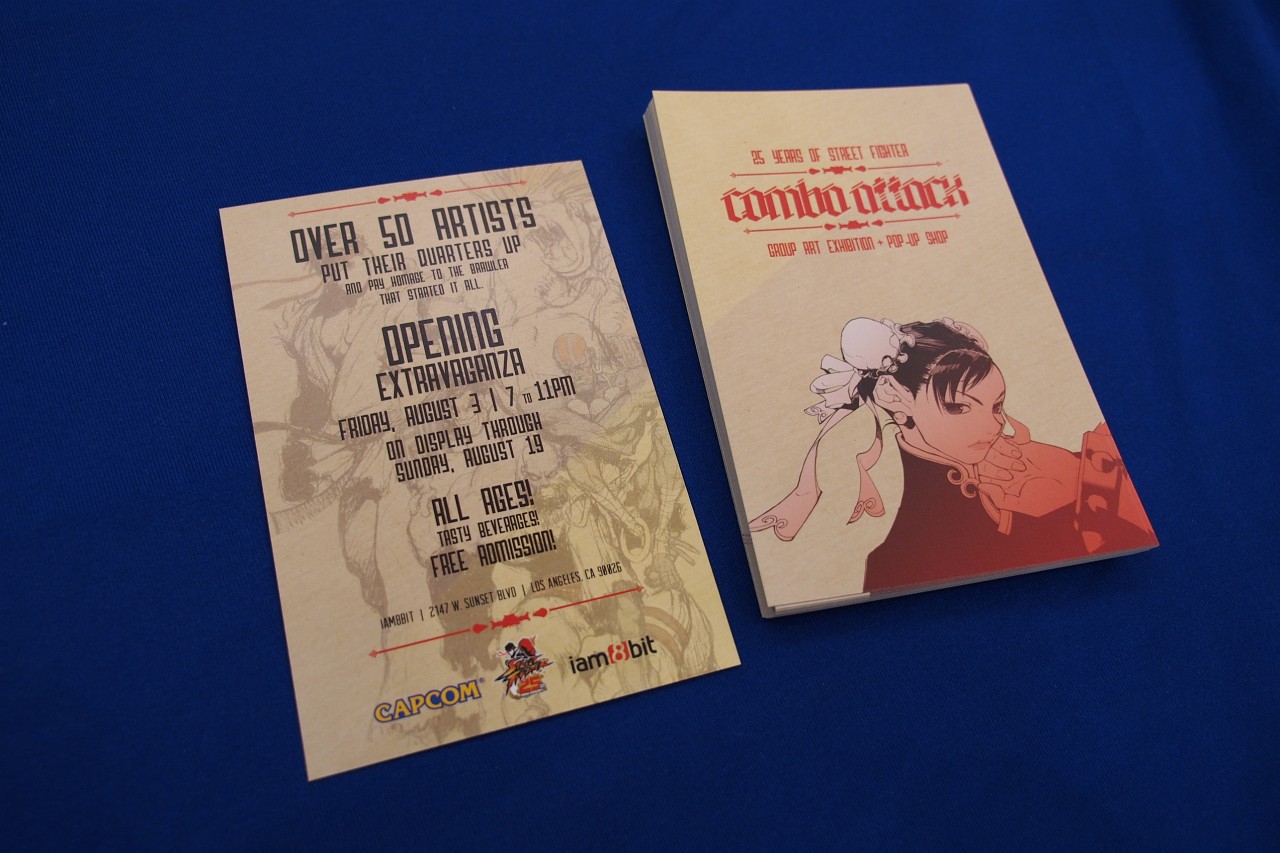 OVER 50 ARTISTS
PUT THEIR QUARTERS UP
AND PAY HOMAGE TO THE BRAWLER
THAT STARTED IT ALL.
OPENING
EXTRAVAGANZA
FRIDAY, AUGUST 3 | 7 TO 11PM
ON DISPLAY THROUGH
SUNDAY, AUGUST 19
ALL AGES!
TASTY BEVERAGES!
FREE ADMISSION!
IAM8BIT | 2147 W. SUNSET BLVD | LOS ANGELES, CA 90026
CAPCOM®
STREET FIGHTER
25
iam8bit
25 YEARS OF STREET FIGHTER
combo attack
GROUP ART EXHIBITION + POP-UP SHOP